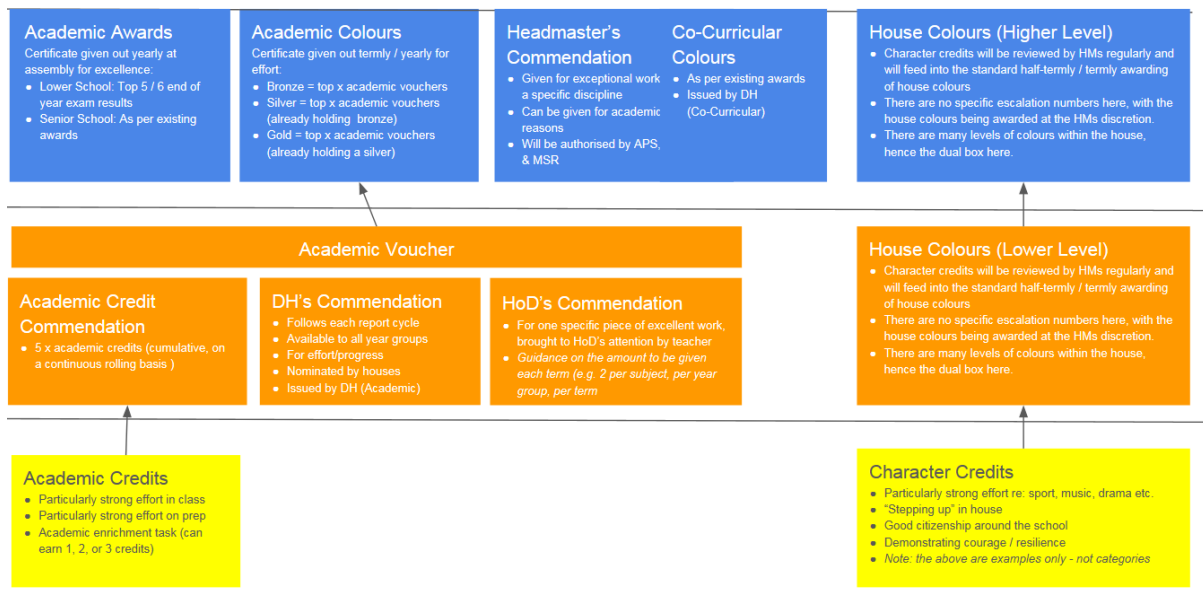 Academic Awards
Certificate given out yearly at
assembly for excellence:
● Lower School: Top 5 / 6 end of
year exam results
● Senior School: As per existing
awards
Academic Colours
Certificate given out termly / yearly for
effort:
● Bronze = top x academic vouchers
● Silver = top x academic vouchers
(already holding bronze)
● Gold = top x academic vouchers
(already holding a silver)
Headmaster's
Commendation
● Given for exceptional work
a specific discipline
● Can be given for academic
reasons
● Will be authorised by APS,
& MSR
Co-Curricular
Colours
● As per existing awards
● Issued by DH
(Co-Curricular)
House Colours (Higher Level)
● Character credits will be reviewed by HMs regularly and
will feed into the standard half-termly / termly awarding
of house colours
● There are no specific escalation numbers here, with the
house colours being awarded at the HMs discretion.
● There are many levels of colours within the house,
hence the dual box here.
Academic Voucher
Academic Credit
Commendation
● 5 x academic credits (cumulative, on
a continuous rolling basis )
DH's Commendation
● Follows each report cycle
● Available to all year groups
● For effort/progress
● Nominated by houses
● Issued by DH (Academic)
HoD's Commendation
● For one specific piece of excellent work,
brought to HoD's attention by teacher
● Guidance on the amount to be given
each term (e.g. 2 per subject, per year
group, per term
House Colours (Lower Level)
● Character credits will be reviewed by HMs regularly and
will feed into the standard half-termly / termly awarding
of house colours
● There are no specific escalation numbers here, with the
house colours being awarded at the HMs discretion.
● There are many levels of colours within the house,
hence the dual box here.
Academic Credits
● Particularly strong effort in class
● Particularly strong effort on prep
● Academic enrichment task (can
earn 1, 2, or 3 credits)
Character Credits
● Particularly strong effort re: sport, music, drama etc.
● "Stepping up" in house
● Good citizenship around the school
● Demonstrating courage / resilience
● Note: the above are examples only - not categories